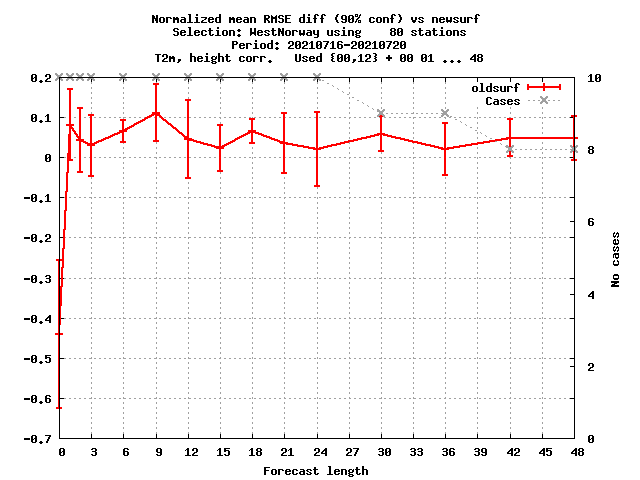 Normalized mean RMSE diff (90% conf) vs newsurf
Selection: WestNorway using    80 stations
Period: 20210716-20210720
T2m, height corr.   Used {00,12} + 00 01 ... 48
oldsurf
Cases
0.2
0.1
0
-0.1
-0.2
-0.3
-0.4
-0.5
-0.6
-0.7
10
8
6
4
2
0
No cases
0 3 6 9 12 15 18 21 24 27 30 33 36 39 42 45 48
Forecast length